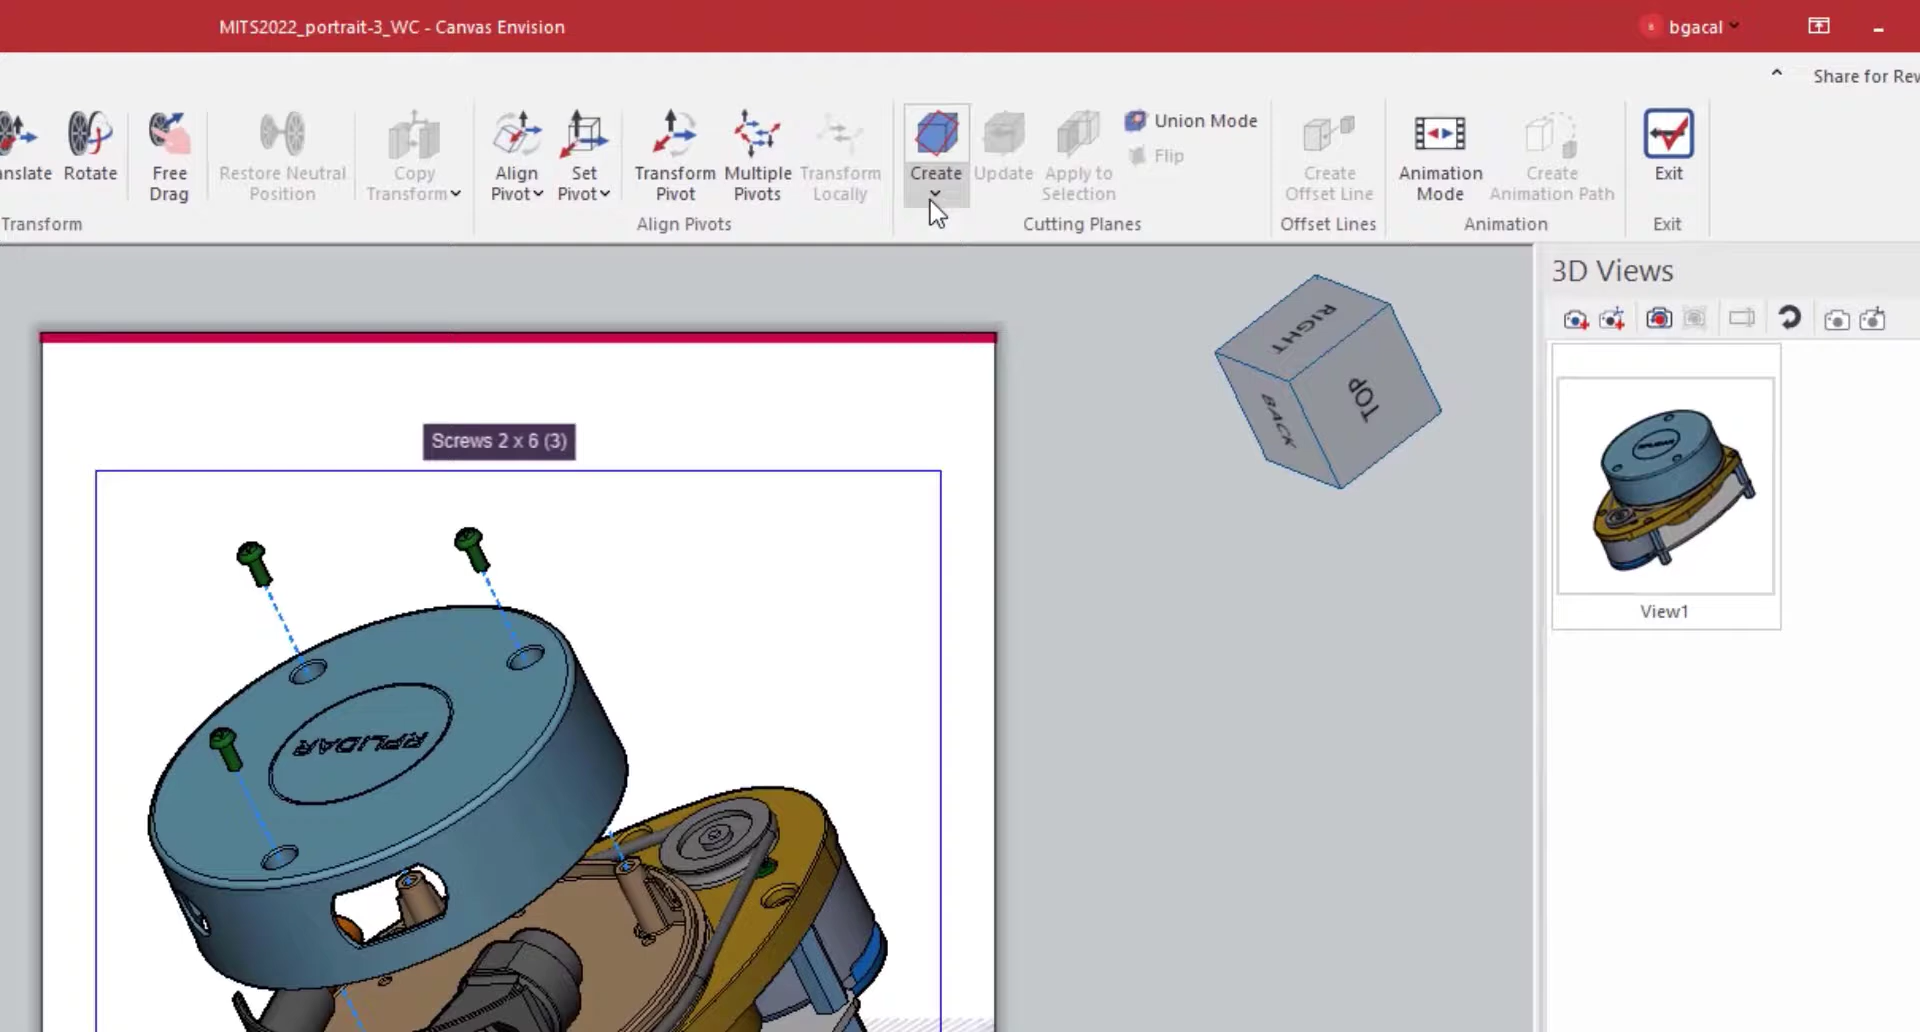 MITS2022_portrait-3_WC - Canvas Envision
bgacal
Share for Rev
anslate
Rotate
Free
Drag
Restore Neutral
Position
Copy
Transform
Transform
Align
Pivot
Set
Pivot
Transform
Pivot
Multiple
Pivots
Transform
Locally
Align Pivots
Create
Update
Apply to
Selection
Union Mode
Flip
Cutting Planes
Create
Offset Line
Offset Lines
Animation
Mode
Create
Animation Path
Animation
Exit
Exit
3D Views
RIGHT
TOP
BACK
Screws 2 x 6 (3)
RPLIDAR
View1